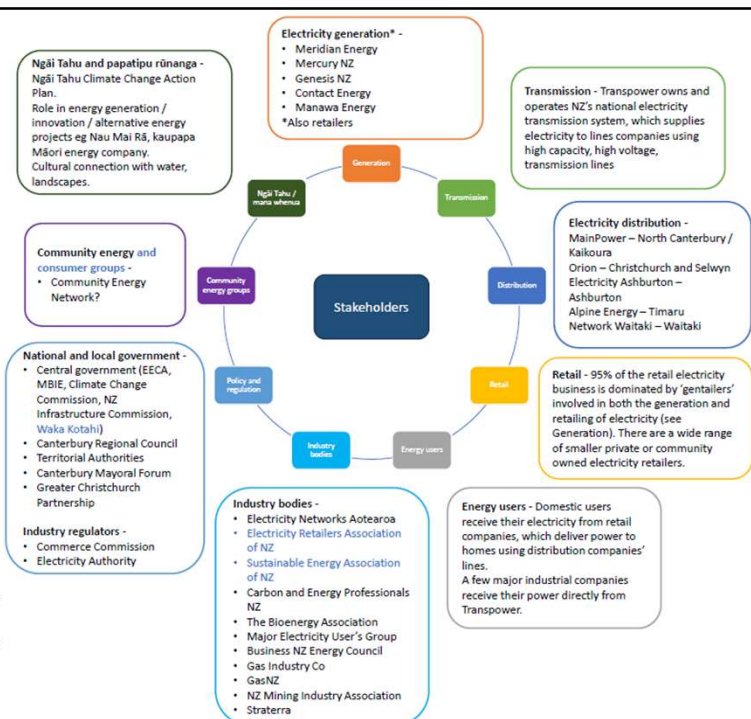 Electricity generation* -
• Meridian Energy
• Mercury NZ
• Genesis NZ
• Contact Energy
• Manawa Energy
*Also retailers
Ngāi Tahu and papatipu rūnanga -
Ngāi Tahu Climate Change Action
Plan.
Role in energy generation /
innovation / alternative energy
projects eg Nau Mai Rā, kaupapa
Māori energy company.
Cultural connection with water,
landscapes.
Transmission - Transpower owns and
operates NZ's national electricity
transmission system, which supplies
electricity to lines companies using
high capacity, high voltage,
transmission lines
Generation
Ngāi Tahu /
mana whenua
Transmission
Community energy and
consumer groups -
• Community Energy
Network?
Community
energy groups
Stakeholders
Distribution
Electricity distribution -
MainPower – North Canterbury /
Kaikoura
Orion – Christchurch and Selwyn
Electricity Ashburton –
Ashburton
Alpine Energy – Timaru
Network Waitaki – Waitaki
National and local government -
• Central government (EECA,
MBIE, Climate Change
Commission, NZ
Infrastructure Commission,
Waka Kotahi)
• Canterbury Regional Council
• Territorial Authorities
• Canterbury Mayoral Forum
• Greater Christchurch
Partnership
Industry regulators -
• Commerce Commission
• Electricity Authority
Policy and
regulation
Retail
Industry
bodies
Energy users
Retail - 95% of the retail electricity
business is dominated by 'gentailers'
involved in both the generation and
retailing of electricity (see
Generation). There are a wide range
of smaller private or community
owned electricity retailers.
Industry bodies -
• Electricity Networks Aotearoa
• Electricity Retailers Association
of NZ
• Sustainable Energy Association
of NZ
• Carbon and Energy Professionals
NZ
• The Bioenergy Association
• Major Electricity User's Group
• Business NZ Energy Council
• Gas Industry Co
• GasNZ
• NZ Mining Industry Association
• Straterra
Energy users - Domestic users
receive their electricity from retail
companies, which deliver power to
homes using distribution companies'
lines.
A few major industrial companies
receive their power directly from
Transpower.